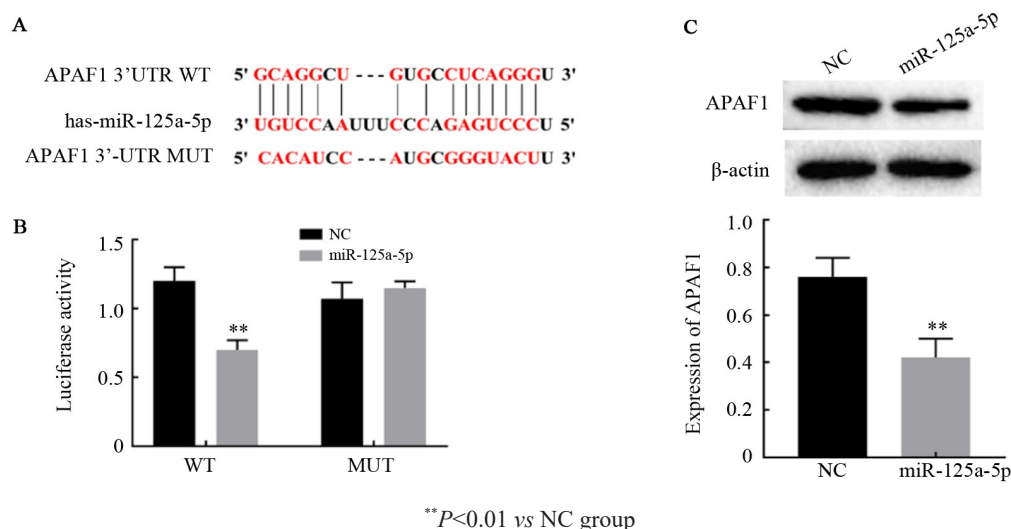 A
APAF1 3'UTR WT 5' GCAGGCU - - - GUGCCUCAGGGU 3'
has-miR-125a-5p 3' UGUCCAAUUUCCCAGAGUCCCU 5'
APAF1 3'-UTR MUT 5' CACAUCC - - - AUGCGGGUACUU 3'
B
NC
miR-125a-5p
Luciferase activity
1.5
1.0
0.5
0
**
WT MUT
C
NC miR-125a-5p
APAF1
β-actin
Expression of APAF1
1.0
0.8
0.6
0.4
0.2
0
**
NC miR-125a-5p
**P<0.01 vs NC group